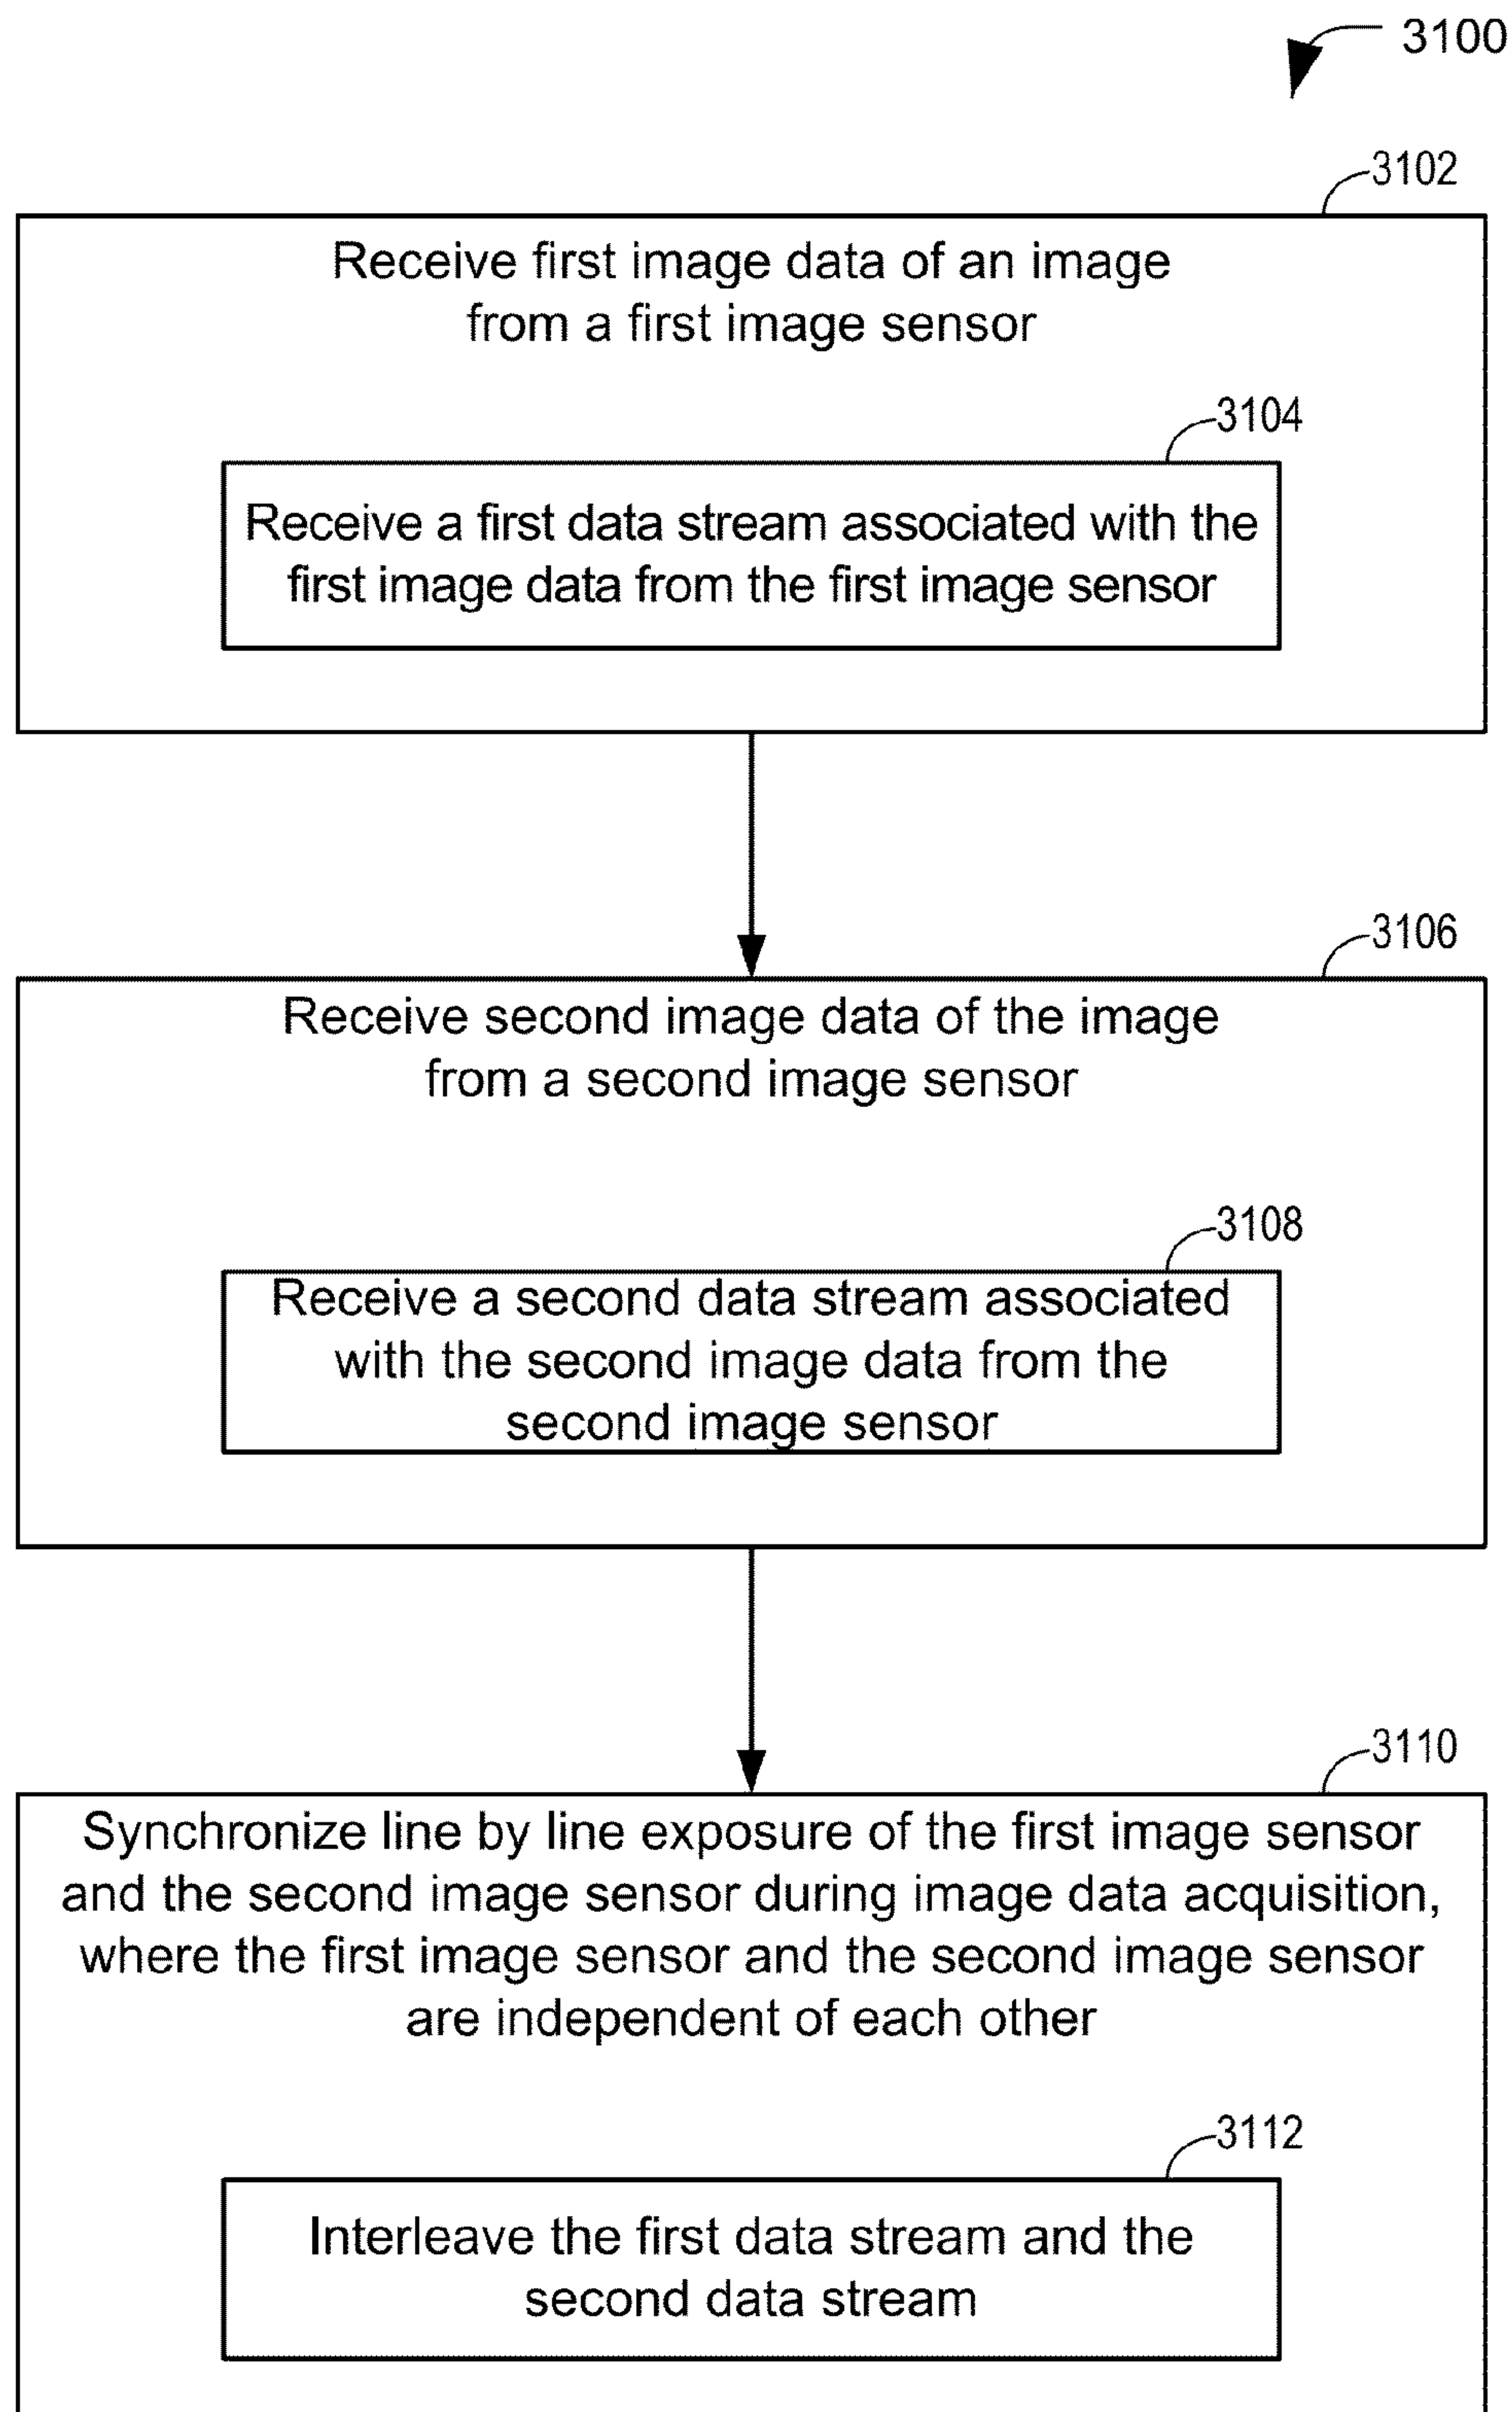 3100
3102
Receive first image data of an image
from a first image sensor
3104
Receive a first data stream associated with the
first image data from the first image sensor
3106
Receive second image data of the image
from a second image sensor
3108
Receive a second data stream associated
with the second image data from the
second image sensor
3110
Synchronize line by line exposure of the first image sensor
and the second image sensor during image data acquisition,
where the first image sensor and the second image sensor
are independent of each other
3112
Interleave the first data stream and the
second data stream